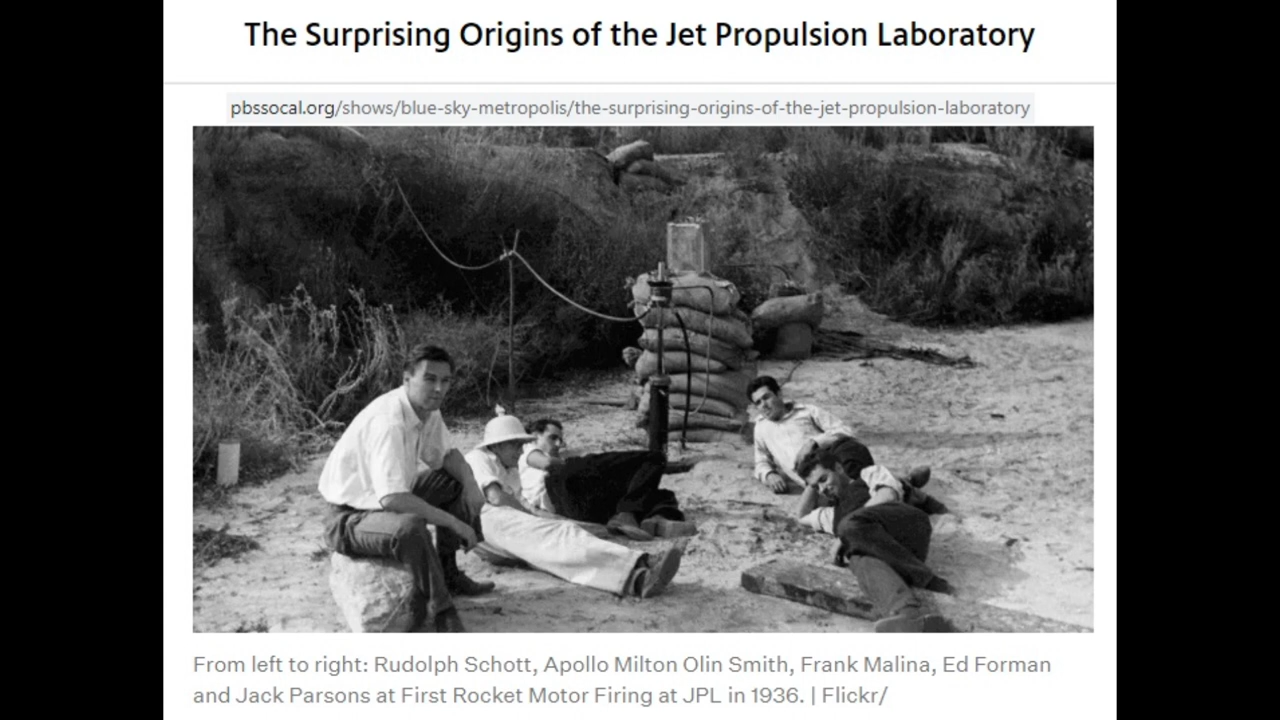 The Surprising Origins of the Jet Propulsion Laboratory
pbssocal.org/shows/blue-sky-metropolis/the-surprising-origins-of-the-jet-propulsion-laboratory
From left to right: Rudolph Schott, Apollo Milton Olin Smith, Frank Malina, Ed Forman
and Jack Parsons at First Rocket Motor Firing at JPL in 1936. | Flickr/